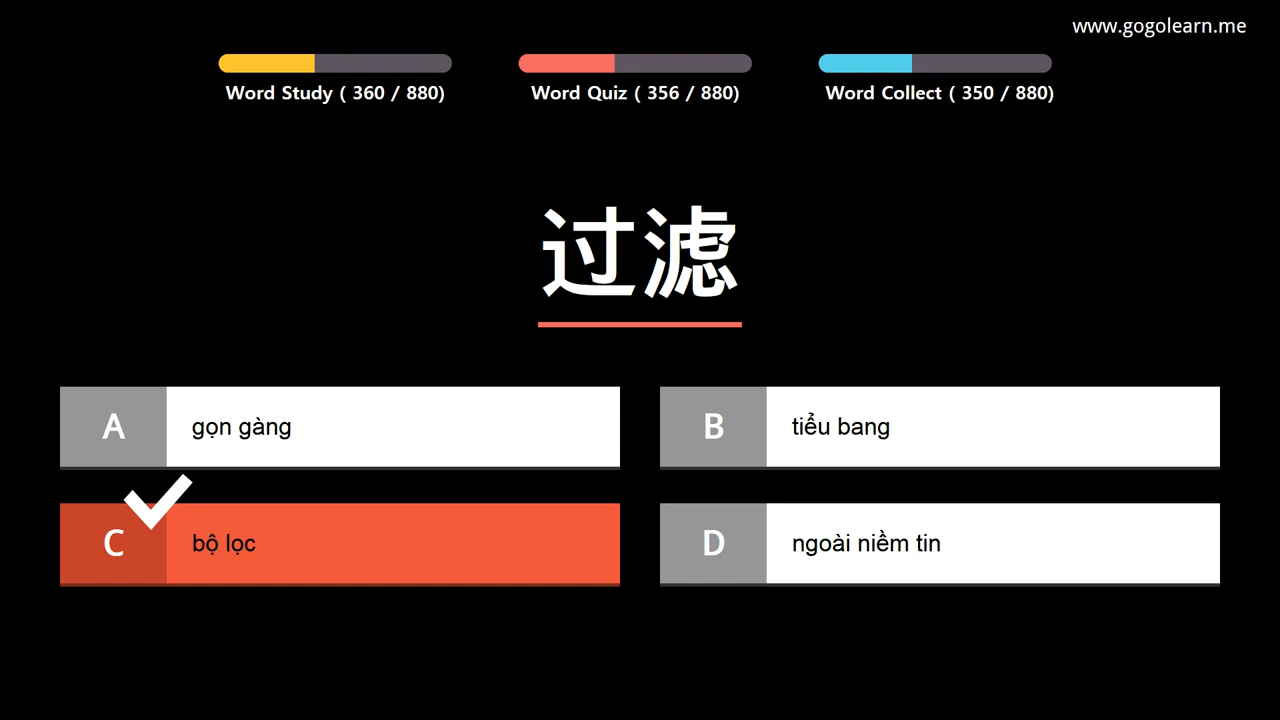 www.gogolearn.me
Word Study ( 360 / 880)
Word Quiz ( 356 / 880)
Word Collect ( 350 / 880)
过滤
A gọn gàng
B tiểu bang
C bộ lọc
D ngoài niềm tin